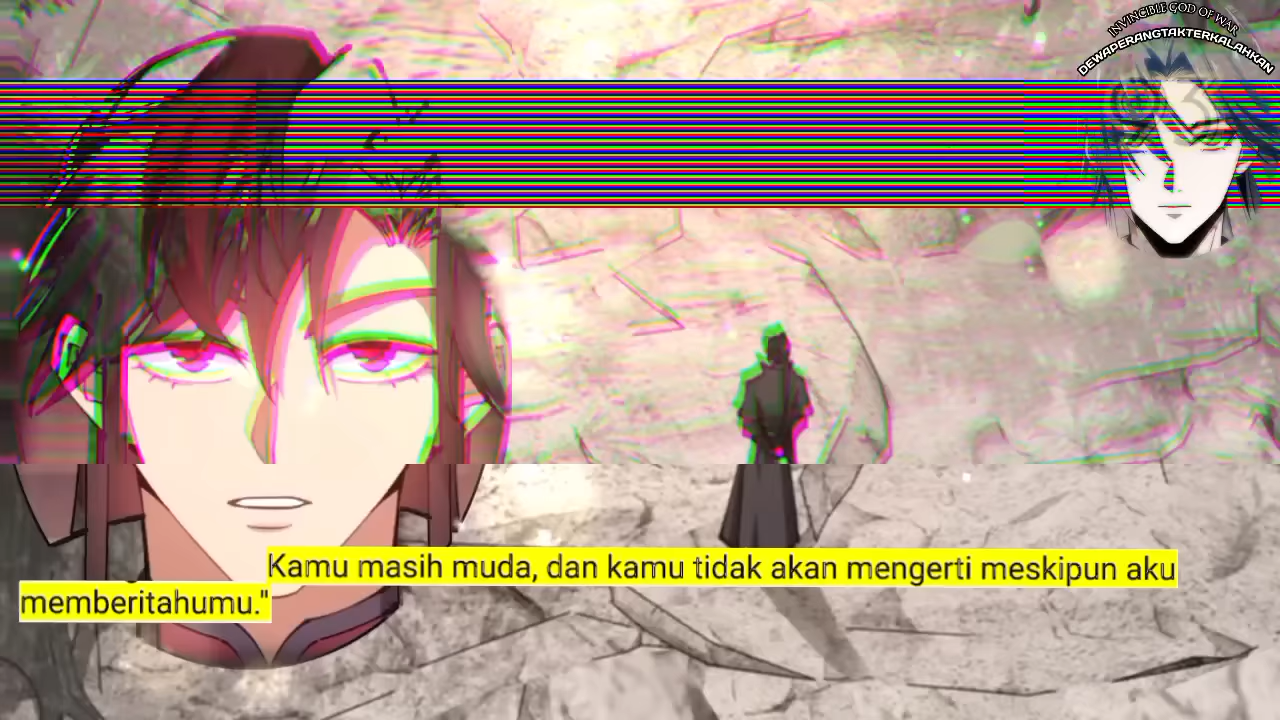 INVINCIBLE GOD OF WAR
DEWAPERANGTAKTERKALAHKAN
Kamu masih muda, dan kamu tidak akan mengerti meskipun aku
memberitahumu."